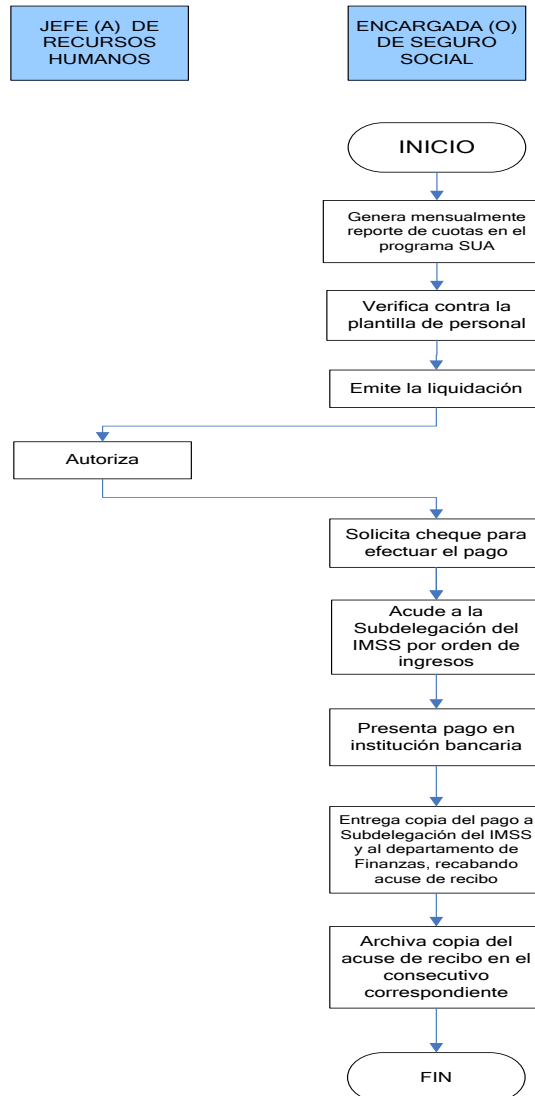 JEFE (A) DE
RECURSOS
HUMANOS
ENCARGADA (O)
DE SEGURO
SOCIAL
INICIO
Genera mensualmente
reporte de cuotas en el
programa SUA
Verifica contra la
plantilla de personal
Emite la liquidación
Autoriza
Solicita cheque para
efectuar el pago
Acude a la
Subdelegación del
IMSS por orden de
ingresos
Presenta pago en
institución bancaria
Entrega copia del pago a
Subdelegación del IMSS
y al departamento de
Finanzas, recabando
acuse de recibo
Archiva copia del
acuse de recibo en el
consecutivo
correspondiente
FIN